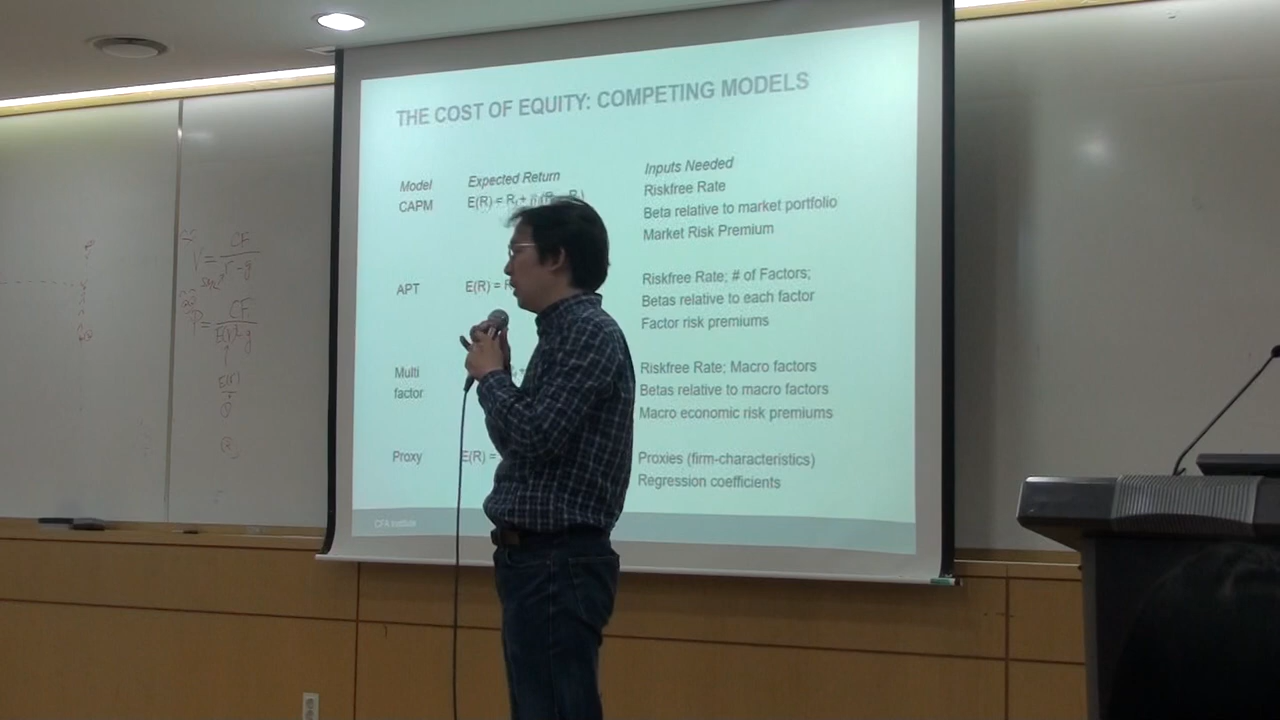 THE COST OF EQUITY: COMPETING MODELS
Model Expected Return Inputs Needed
CAPM E(R) = R Riskfree Rate
Beta relative to market portfolio
Market Risk Premium
APT E(R) = Riskfree Rate; # of Factors;
Betas relative to each factor
Factor risk premiums
Multi Riskfree Rate; Macro factors
factor Betas relative to macro factors
Macro economic risk premiums
Proxy E(R) = Proxies (firm-characteristics)
Regression coefficients
CFA Institute
V = CF
r - g
P = CF
E(R)